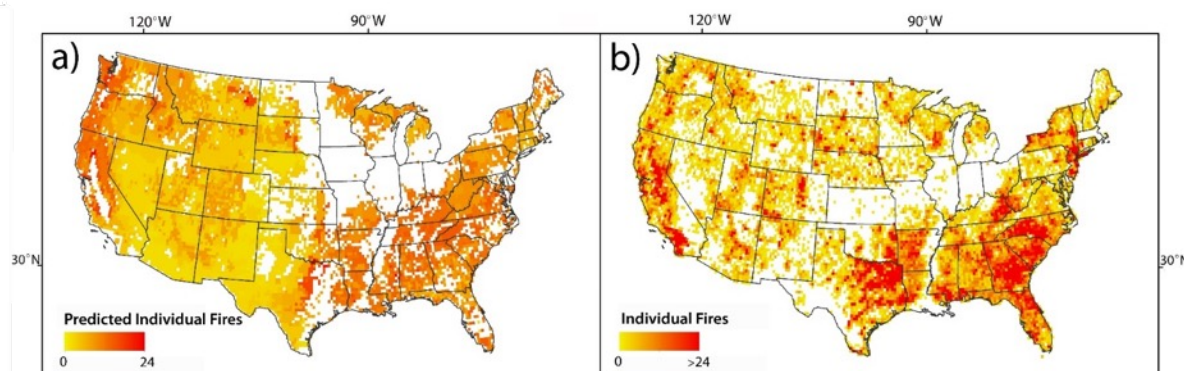 120°W 90°W 120°W 90°W
a) b)
30°N 30°N
Predicted Individual Fires Individual Fires
0 24 0 >24